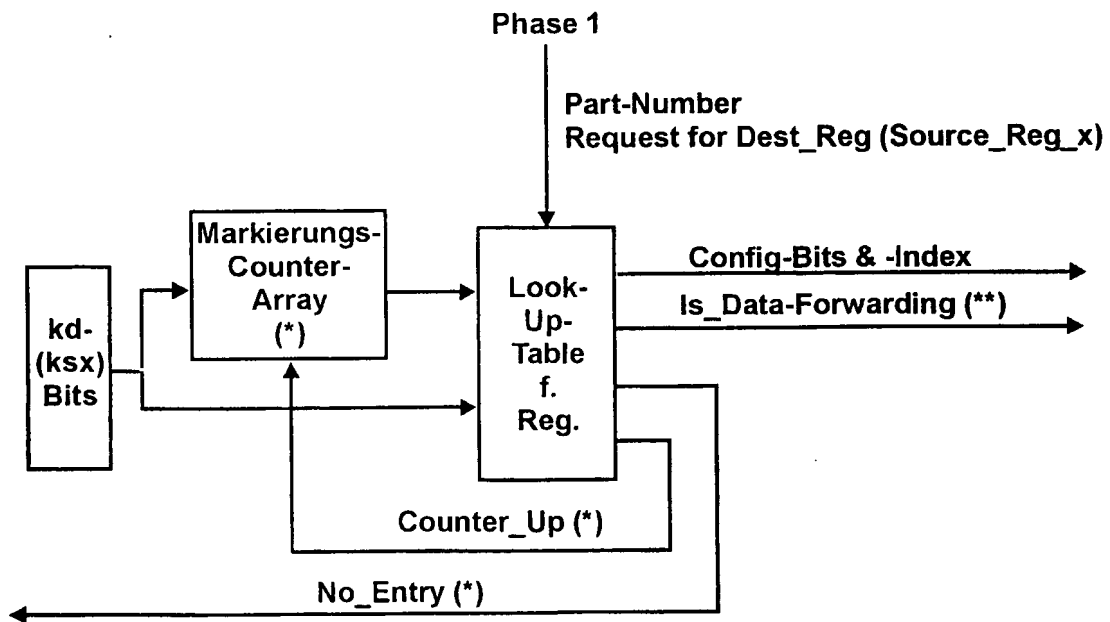 Phase 1
Part-Number
Request for Dest_Reg (Source_Reg_x)
Markierungs-
Counter-
Array
(*)
kd-
(ksx)
Bits
Look-
Up-
Table
f.
Reg.
Config-Bits & -Index
Is_Data-Forwarding (**)
Counter_Up (*)
No_Entry (*)